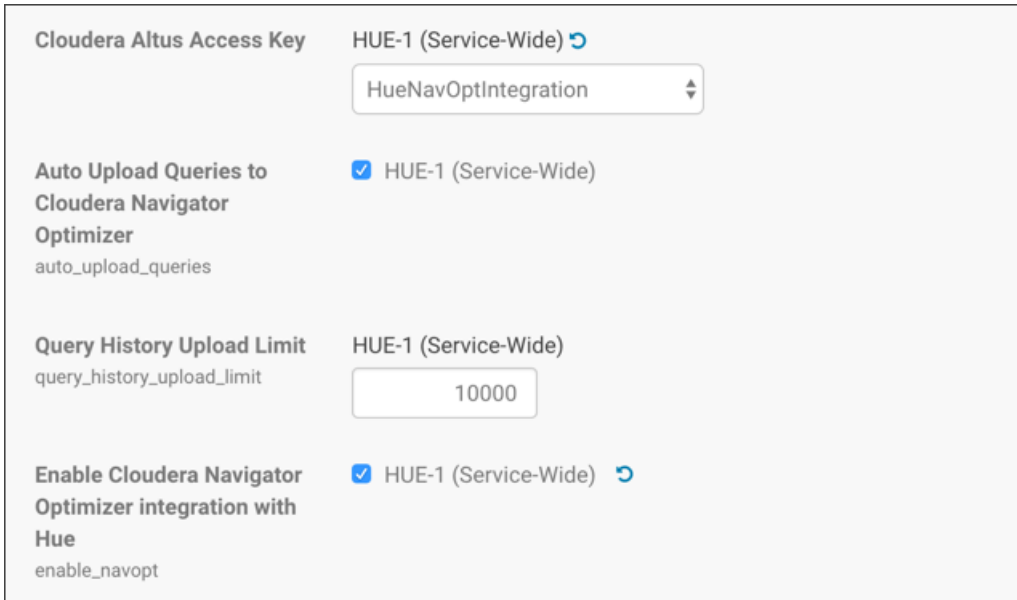 Cloudera Altus Access Key
HUE-1 (Service-Wide)
HueNavOptIntegration
Auto Upload Queries to
Cloudera Navigator
Optimizer
auto_upload_queries
HUE-1 (Service-Wide)
Query History Upload Limit
query_history_upload_limit
HUE-1 (Service-Wide)
10000
Enable Cloudera Navigator
Optimizer integration with
Hue
enable_navopt
HUE-1 (Service-Wide)